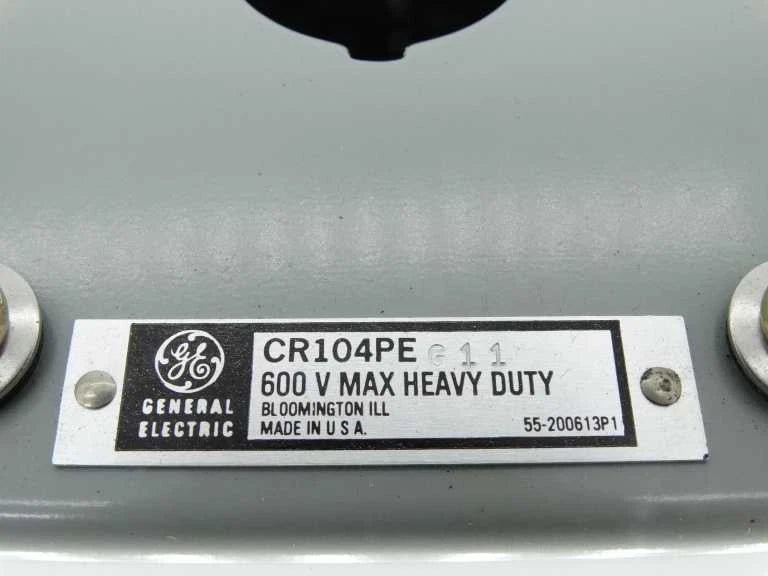 GE
GENERAL
ELECTRIC
CR104PE G11
600 V MAX HEAVY DUTY
BLOOMINGTON ILL
MADE IN U S A.
55-200613P1